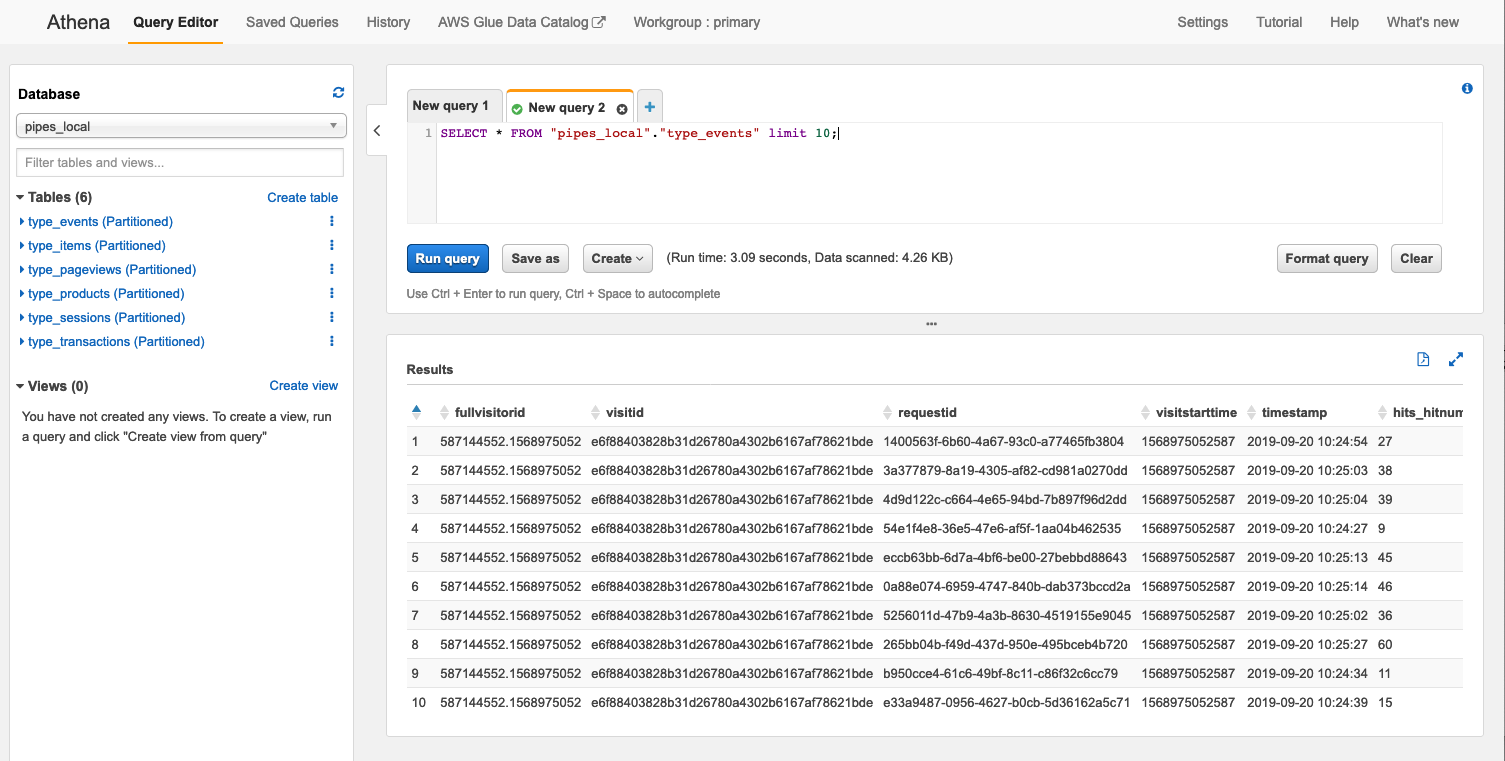 Athena Query Editor Saved Queries History AWS Glue Data Catalog Workgroup : primary Settings Tutorial Help What's new
Database
pipes_local
Filter tables and views...
Tables (6) Create table
type_events (Partitioned)
type_items (Partitioned)
type_pageviews (Partitioned)
type_products (Partitioned)
type_sessions (Partitioned)
type_transactions (Partitioned)
Views (0) Create view
You have not created any views. To create a view, run
a query and click "Create view from query"
New query 1 New query 2
1 SELECT * FROM "pipes_local"."type_events" limit 10;
Run query Save as Create (Run time: 3.09 seconds, Data scanned: 4.26 KB) Format query Clear
Use Ctrl + Enter to run query, Ctrl + Space to autocomplete
Results
fullvisitorid visitid requestid visitstarttime timestamp hits_hitnum
1 587144552.1568975052 e6f88403828b31d26780a4302b6167af78621bde 1400563f-6b60-4a67-93c0-a77465fb3804 1568975052587 2019-09-20 10:24:54 27
2 587144552.1568975052 e6f88403828b31d26780a4302b6167af78621bde 3a377879-8a19-4305-af82-cd981a0270dd 1568975052587 2019-09-20 10:25:03 38
3 587144552.1568975052 e6f88403828b31d26780a4302b6167af78621bde 4d9d122c-c664-4e65-94bd-7b897f96d2dd 1568975052587 2019-09-20 10:25:04 39
4 587144552.1568975052 e6f88403828b31d26780a4302b6167af78621bde 54e1f4e8-36e5-47e6-af5f-1aa04b462535 1568975052587 2019-09-20 10:24:27 9
5 587144552.1568975052 e6f88403828b31d26780a4302b6167af78621bde eccb63bb-6d7a-4bf6-be00-27bebbd88643 1568975052587 2019-09-20 10:25:13 45
6 587144552.1568975052 e6f88403828b31d26780a4302b6167af78621bde 0a88e074-6959-4747-840b-dab373bccd2a 1568975052587 2019-09-20 10:25:14 46
7 587144552.1568975052 e6f88403828b31d26780a4302b6167af78621bde 5256011d-47b9-4a3b-8630-4519155e9045 1568975052587 2019-09-20 10:25:02 36
8 587144552.1568975052 e6f88403828b31d26780a4302b6167af78621bde 265bb04b-f49d-437d-950e-495bceb4b720 1568975052587 2019-09-20 10:25:27 60
9 587144552.1568975052 e6f88403828b31d26780a4302b6167af78621bde b950cce4-61c6-49bf-8c11-c86f32c6cc79 1568975052587 2019-09-20 10:24:34 11
10 587144552.1568975052 e6f88403828b31d26780a4302b6167af78621bde e33a9487-0956-4627-b0cb-5d36162a5c71 1568975052587 2019-09-20 10:24:39 15